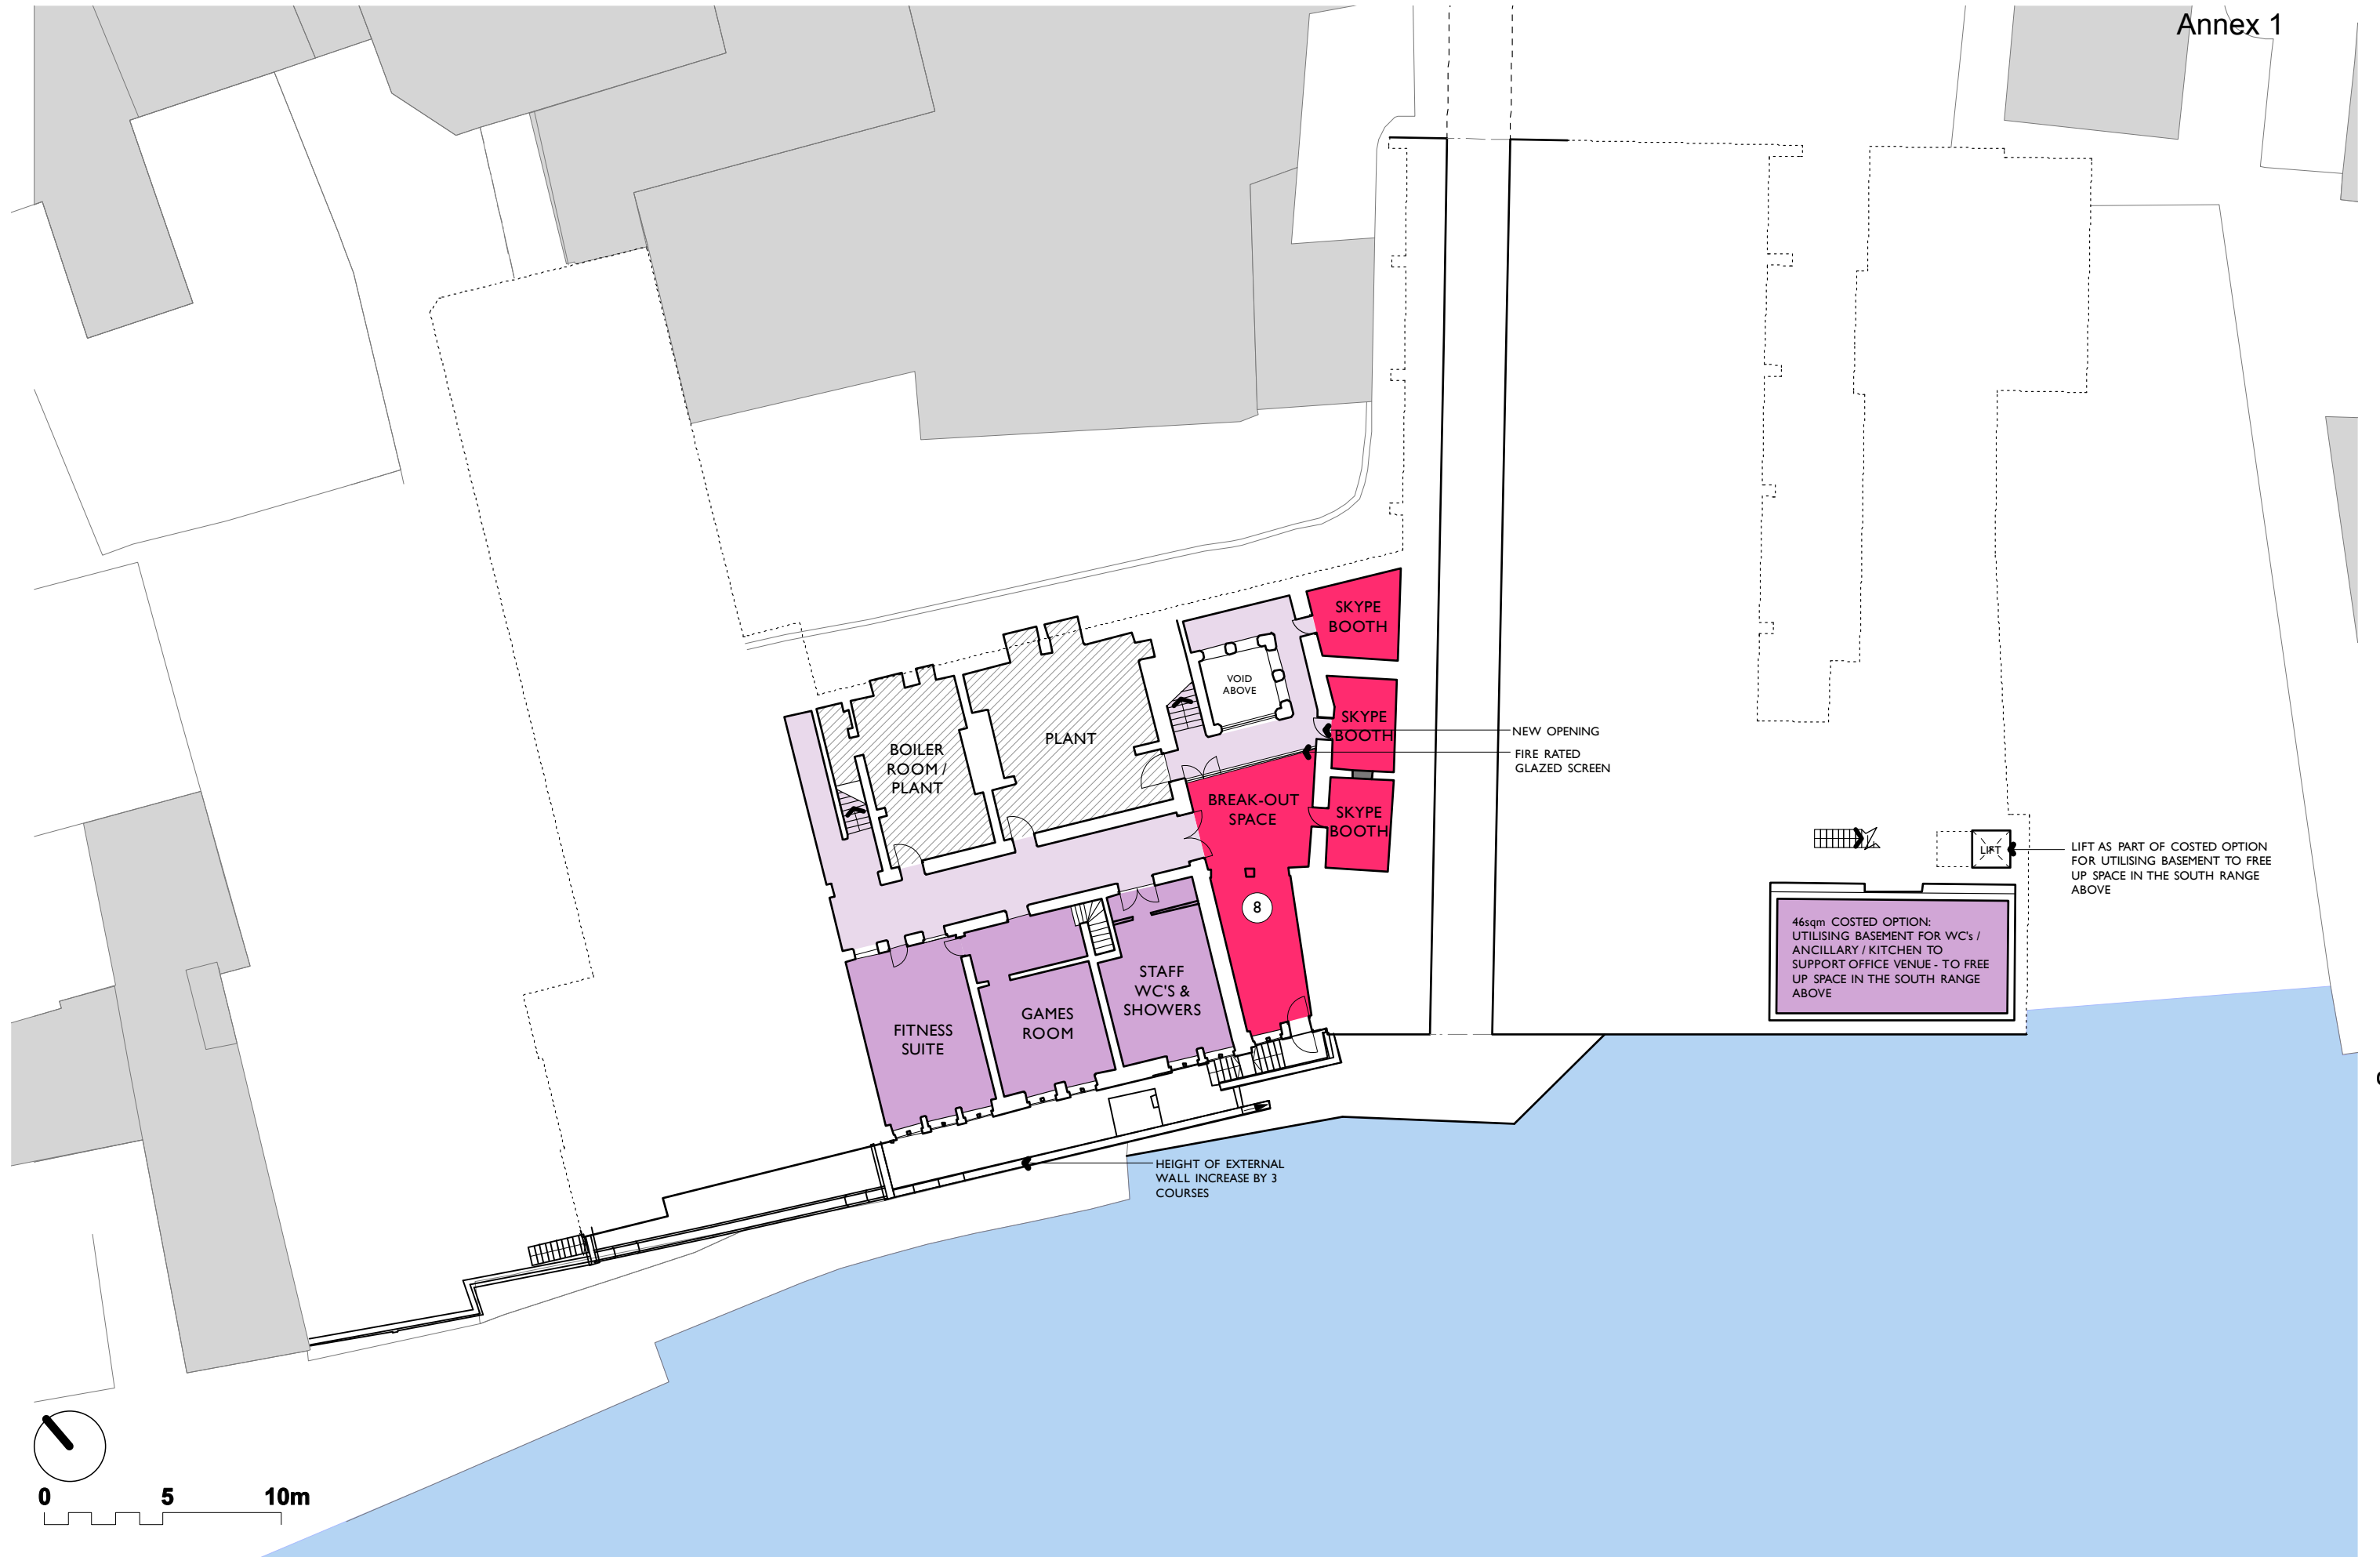 Annex 1
SKYPE
BOOTH
VOID
ABOVE
SKYPE
BOOTH
NEW OPENING
FIRE RATED
GLAZED SCREEN
BOILER
ROOM /
PLANT
PLANT
BREAK-OUT
SPACE
SKYPE
BOOTH
8
LIFT
LIFT AS PART OF COSTED OPTION
FOR UTILISING BASEMENT TO FREE
UP SPACE IN THE SOUTH RANGE
ABOVE
46sqm COSTED OPTION:
UTILISING BASEMENT FOR WC's /
ANCILLARY / KITCHEN TO
SUPPORT OFFICE VENUE - TO FREE
UP SPACE IN THE SOUTH RANGE
ABOVE
STAFF
WC'S &
SHOWERS
GAMES
ROOM
FITNESS
SUITE
HEIGHT OF EXTERNAL
WALL INCREASE BY 3
COURSES
0 5 10m